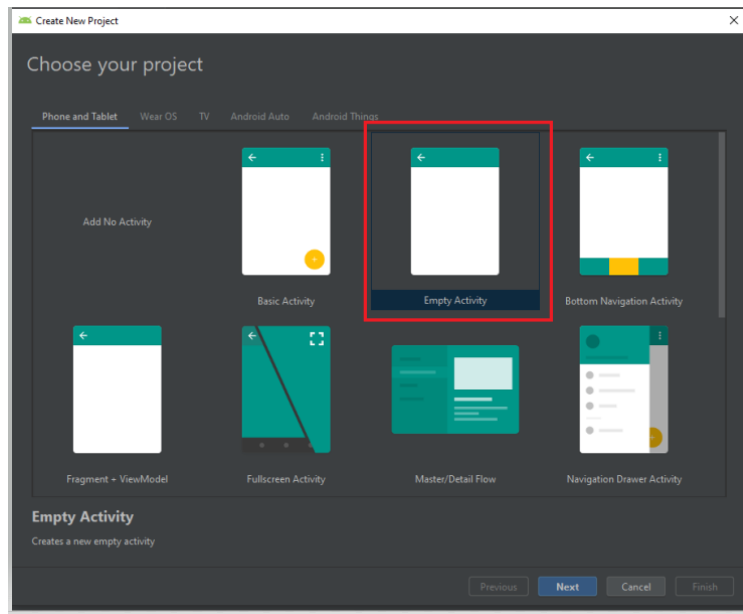 Create New Project
Choose your project
Phone and Tablet Wear OS TV Android Auto Android Things
Add No Activity
Basic Activity
Empty Activity
Bottom Navigation Activity
Fragment + ViewModel
Fullscreen Activity
Master/Detail Flow
Navigation Drawer Activity
Empty Activity
Creates a new empty activity
Previous Next Cancel Finish